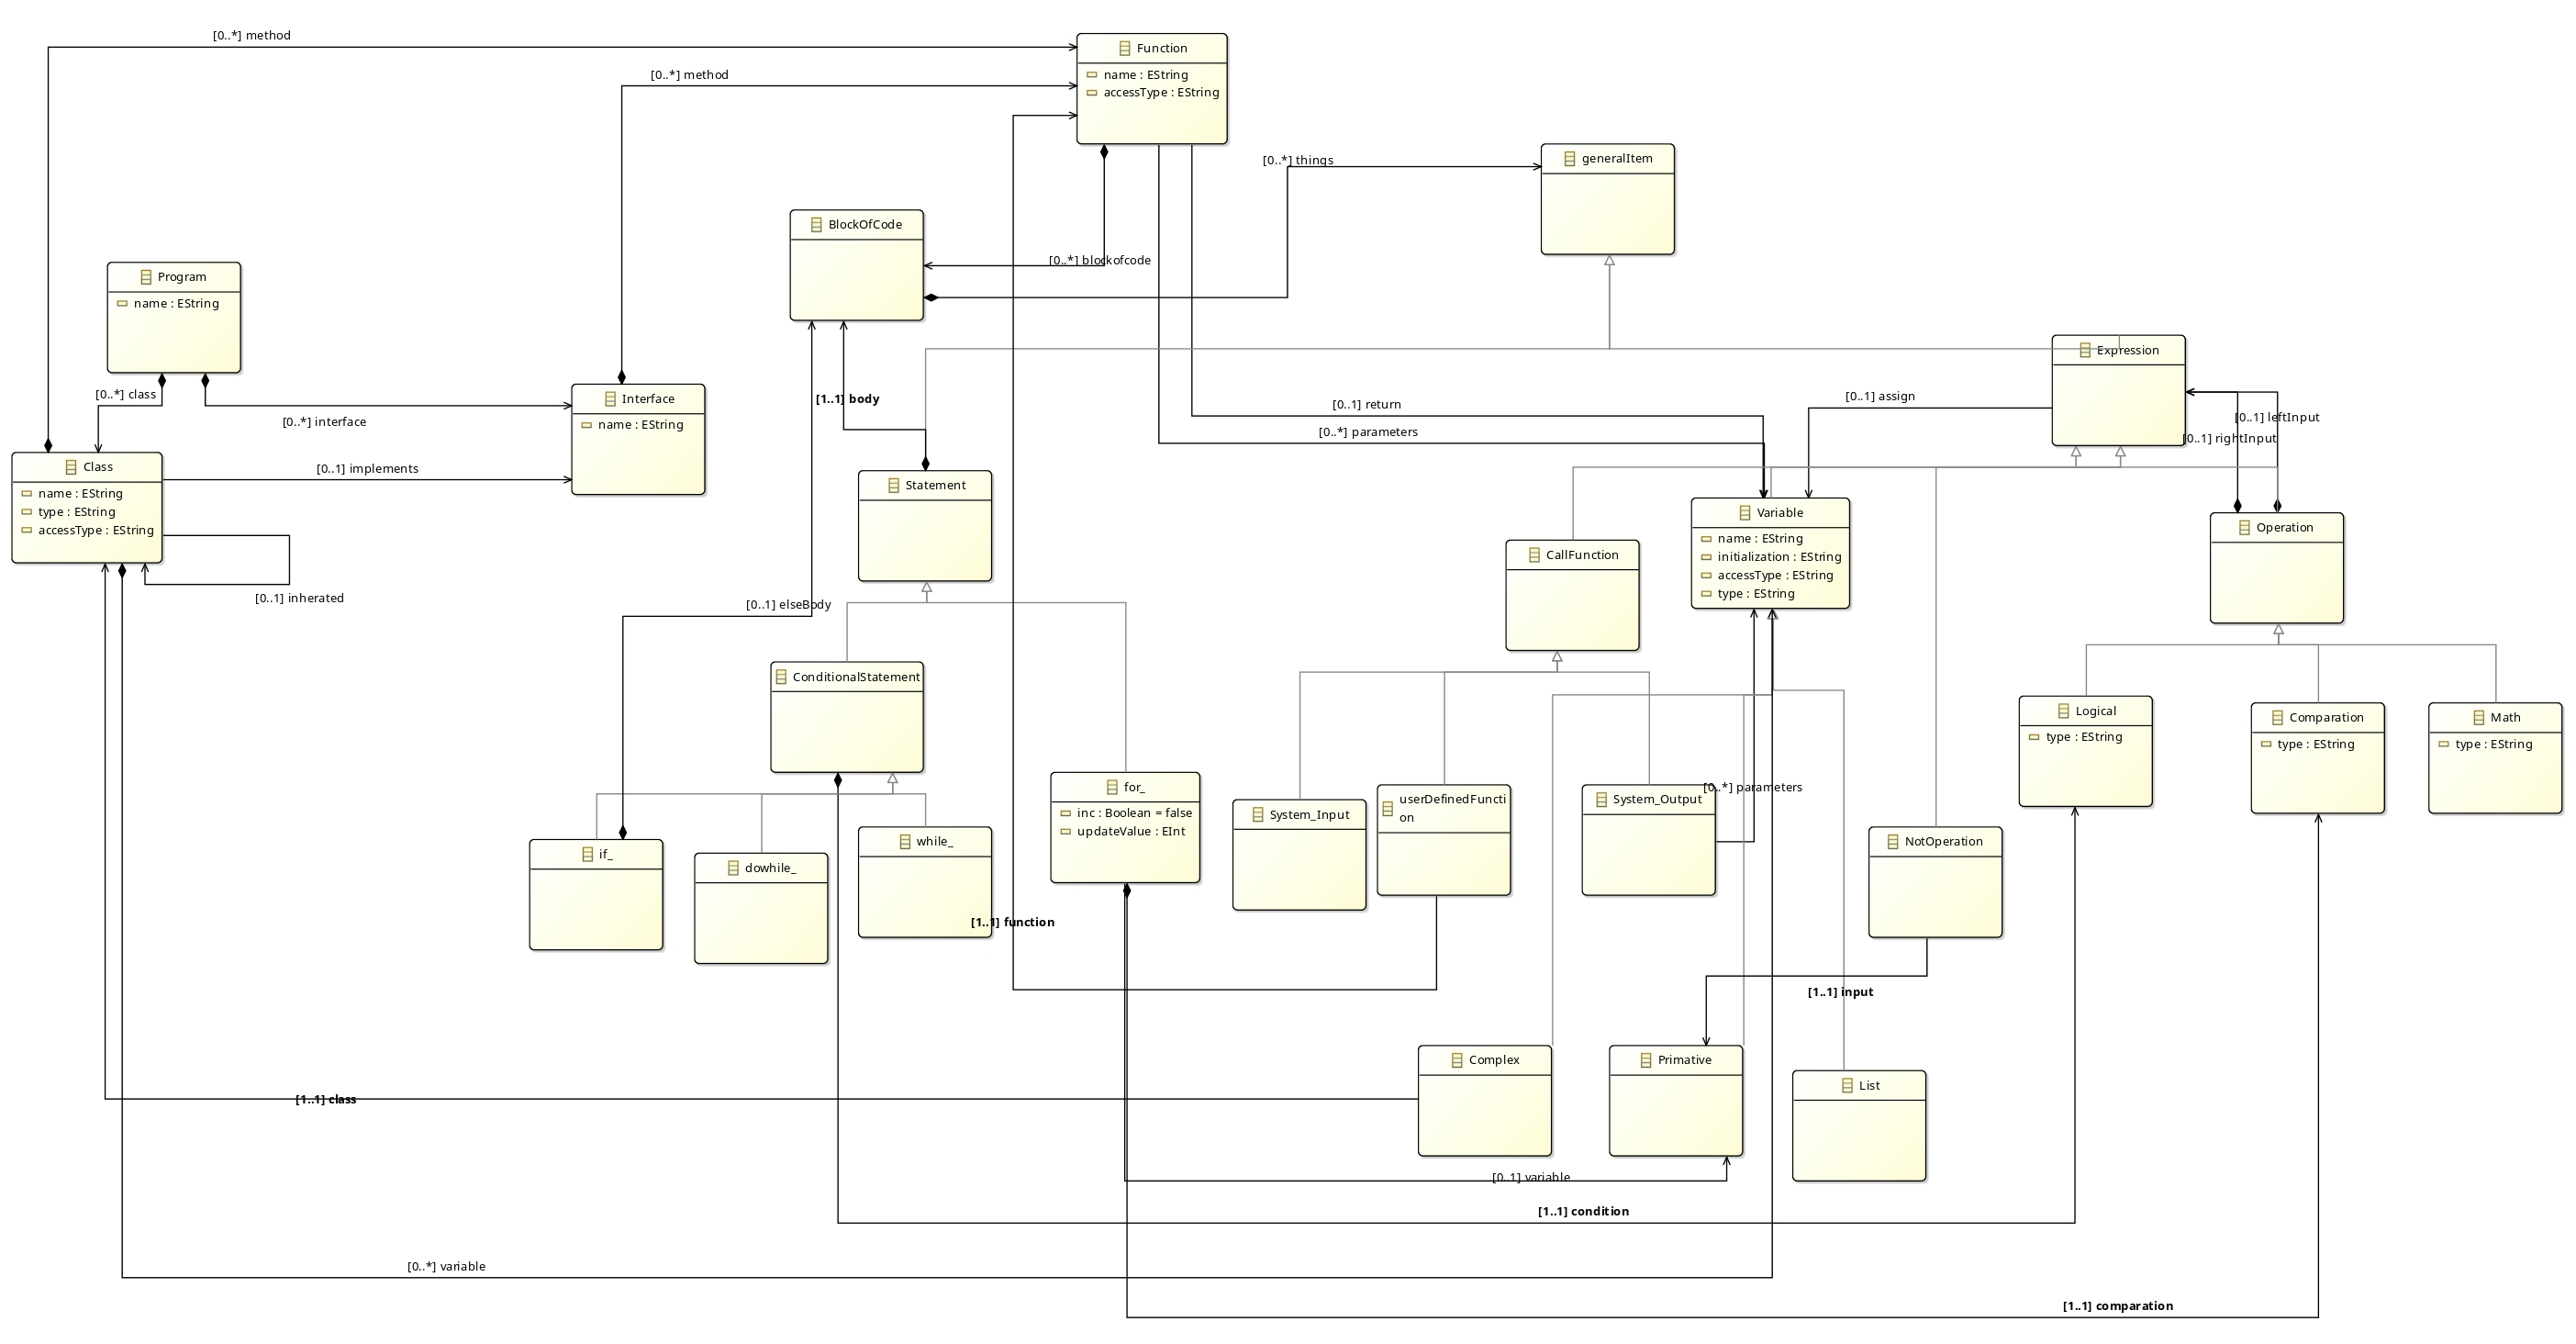 [0..*] method
Function
name : EString
accessType : EString
[0..*] method
generalItem
[0..*] things
BlockOfCode
[0..*] blockofcode
Program
name : EString
Expression
[0..*] class
[0..*] interface
Interface
name : EString
[1..1] body
[0..1] return
[0..*] parameters
[0..1] assign
[0..1] leftInput
[0..1] rightInput
Class
name : EString
type : EString
accessType : EString
[0..1] implements
Statement
Variable
name : EString
initialization : EString
accessType : EString
type : EString
Operation
CallFunction
[0..1] inherated
[0..1] elseBody
ConditionalStatement
Logical
type : EString
Comparation
type : EString
Math
type : EString
for_
inc : Boolean = false
updateValue : EInt
System_Input
userDefinedFuncti
on
System_Output
[0..*] parameters
if_
dowhile_
while_
NotOperation
[1..1] function
[1..1] input
Complex
Primative
List
[1..1] class
[0..1] variable
[1..1] condition
[0..*] variable
[1..1] comparation